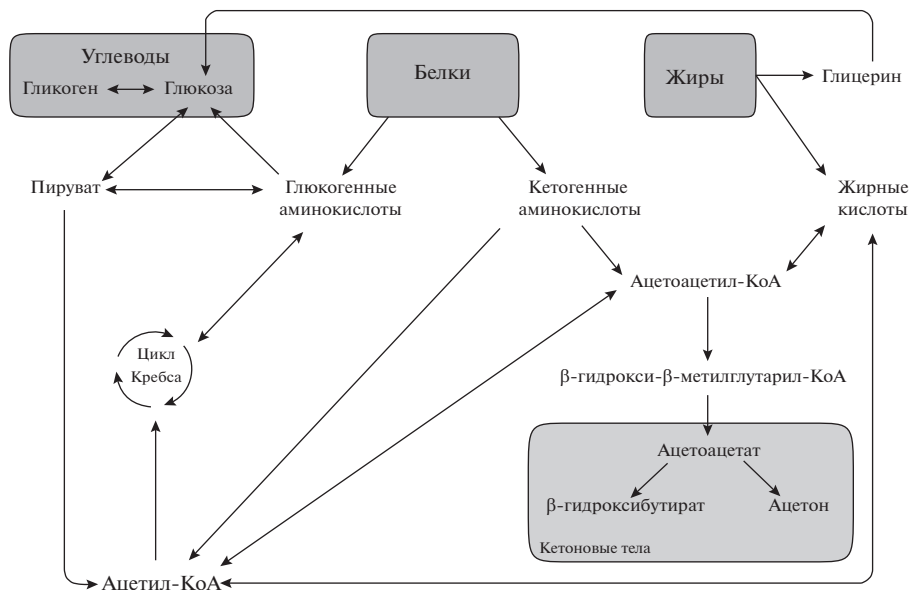 Углеводы
Гликоген
Глюкоза
Белки
Жиры
Глицерин
Пируват
Глюкогенные
аминокислоты
Кетогенные
аминокислоты
Жирные
кислоты
Ацетоацетил-КоА
Цикл
Кребса
β-гидрокси-β-метилглутарил-КоА
Ацетоацетат
β-гидроксибутират
Ацетон
Кетоновые тела
Ацетил-КоА